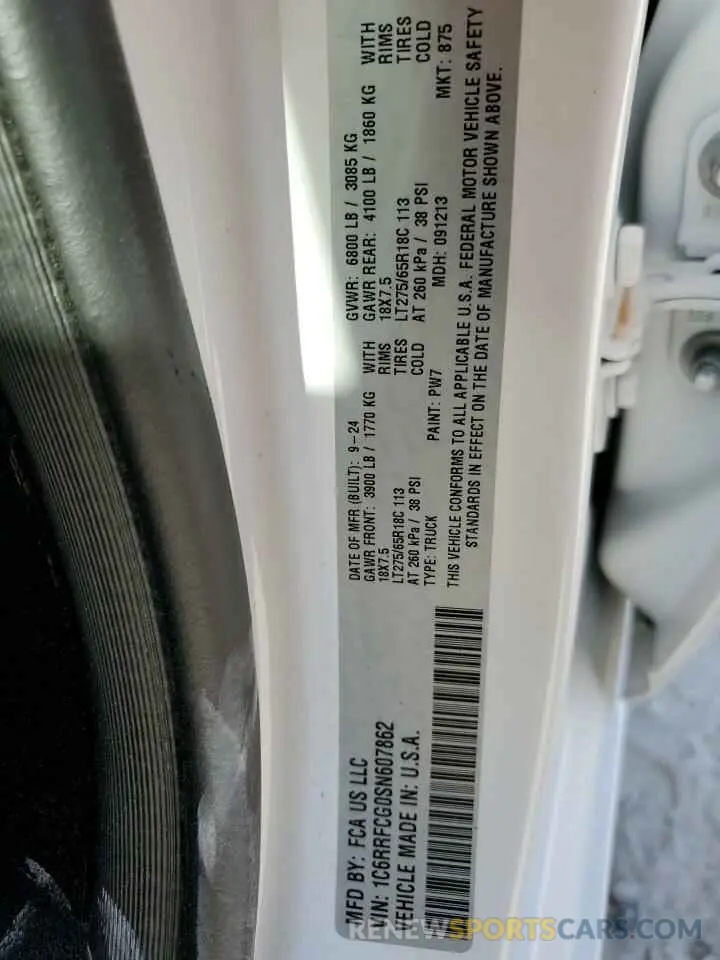 MFD BY: FCA US LLC
VIN: 1C6RRFCG0SN607862
VEHICLE MADE IN: U.S.A.
DATE OF MFR (BUILT): 9-24 GVWR: 6800 LB / 3085 KG
GAWR FRONT: 3900 LB / 1770 KG WITH GAWR REAR: 4100 LB / 1860 KG WITH
18X7.5 RIMS 18X7.5 RIMS
LT275/65R18C 113 TIRES LT275/65R18C 113 TIRES
AT 260 kPa / 38 PSI COLD AT 260 kPa / 38 PSI COLD
TYPE: TRUCK PAINT: PW7 MDH: 091213 MKT: 875
THIS VEHICLE CONFORMS TO ALL APPLICABLE U.S.A. FEDERAL MOTOR VEHICLE SAFETY
STANDARDS IN EFFECT ON THE DATE OF MANUFACTURE SHOWN ABOVE.
RENEWSPORTSCARS.COM